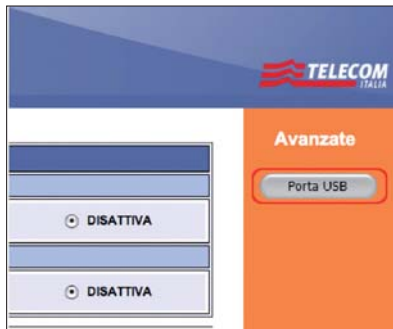 TELECOM
ITALIA
Avanzate
Porta USB
DISATTIVA
DISATTIVA